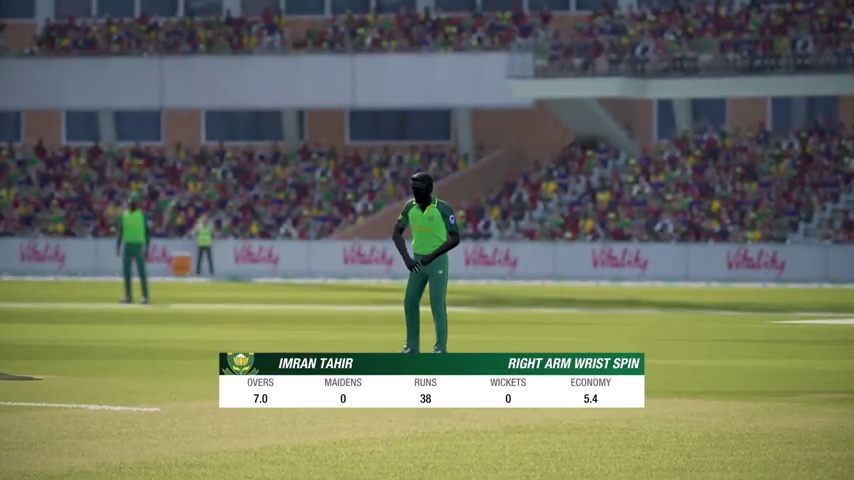 Vitality Vitality Vitality Vitality Vitality Vitality Vitality
IMRAN TAHIR RIGHT ARM WRIST SPIN
OVERS MAIDENS RUNS WICKETS ECONOMY
7.0 0 38 0 5.4